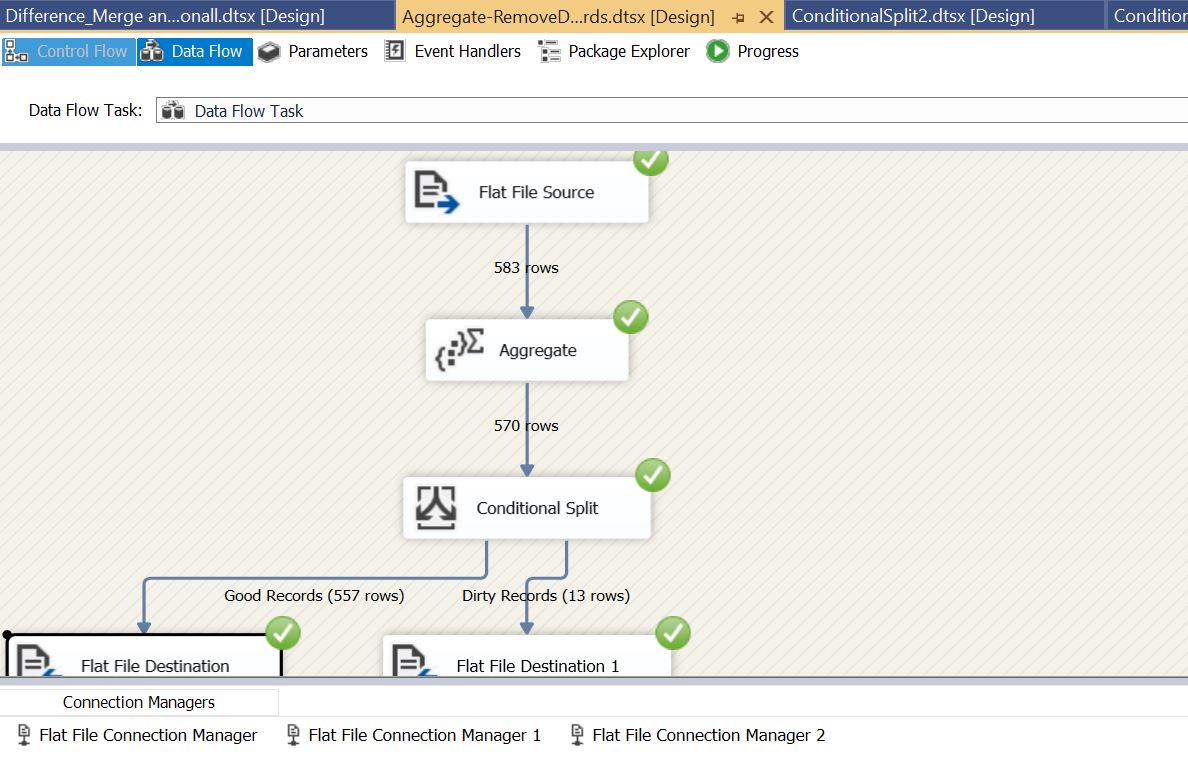 Difference_Merge an...onall.dtsx [Design]
Aggregate-RemoveD...rds.dtsx [Design]
ConditionalSplit2.dtsx [Design]
Condition
Control Flow
Data Flow
Parameters
Event Handlers
Package Explorer
Progress
Data Flow Task:
Data Flow Task
Flat File Source
583 rows
Aggregate
570 rows
Conditional Split
Good Records (557 rows)
Dirty Records (13 rows)
Flat File Destination
Flat File Destination 1
Connection Managers
Flat File Connection Manager
Flat File Connection Manager 1
Flat File Connection Manager 2